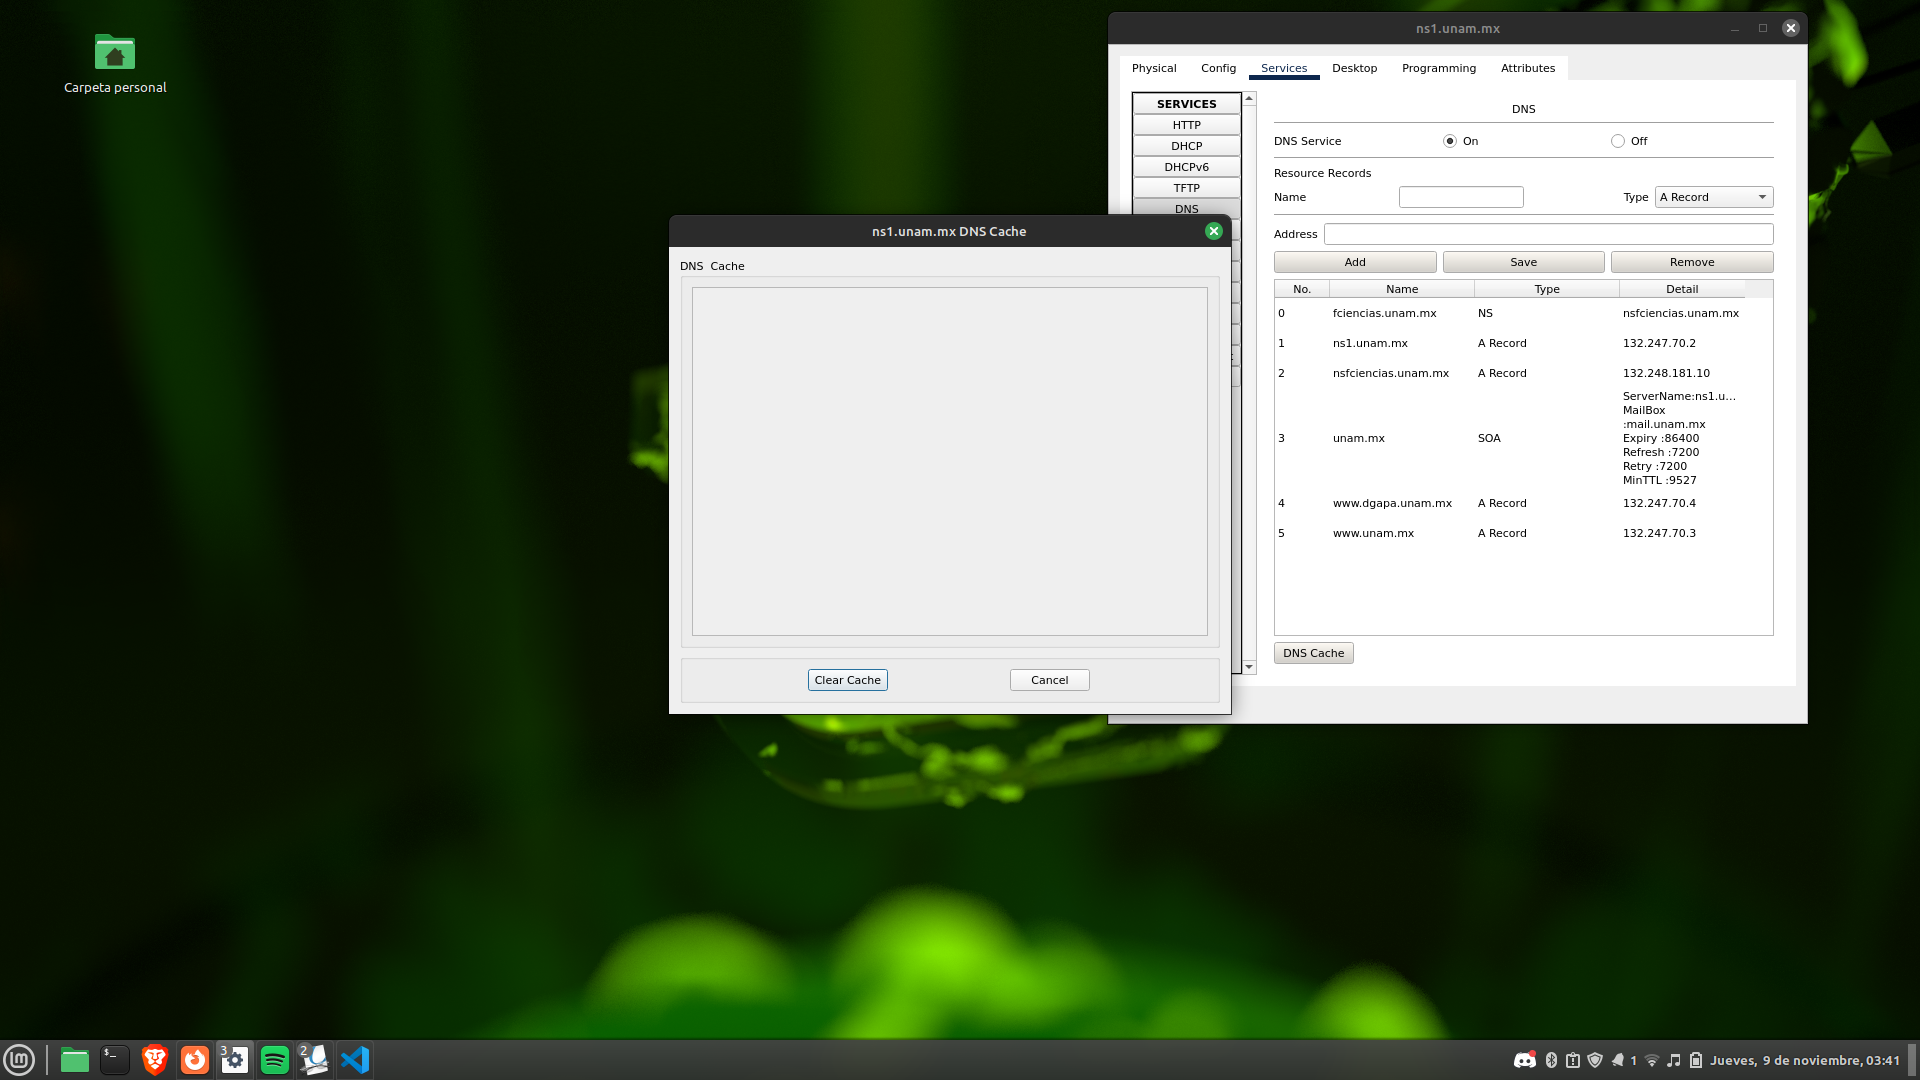 Carpeta personal
ns1.unam.mx
Physical Config Services Desktop Programming Attributes
SERVICES
HTTP
DHCP
DHCPv6
TFTP
DNS
DNS
DNS Service On Off
Resource Records
Name Type A Record
Address
Add Save Remove
No. Name Type Detail
0 fciencias.unam.mx NS nsfciencias.unam.mx
1 ns1.unam.mx A Record 132.247.70.2
2 nsfciencias.unam.mx A Record 132.248.181.10
ServerName:ns1.u...
MailBox
:mail.unam.mx
3 unam.mx SOA Expiry :86400
Refresh :7200
Retry :7200
MinTTL :9527
4 www.dgapa.unam.mx A Record 132.247.70.4
5 www.unam.mx A Record 132.247.70.3
DNS Cache
ns1.unam.mx DNS Cache
DNS Cache
Clear Cache Cancel
lm $_ 3 2 1 Jueves, 9 de noviembre, 03:41